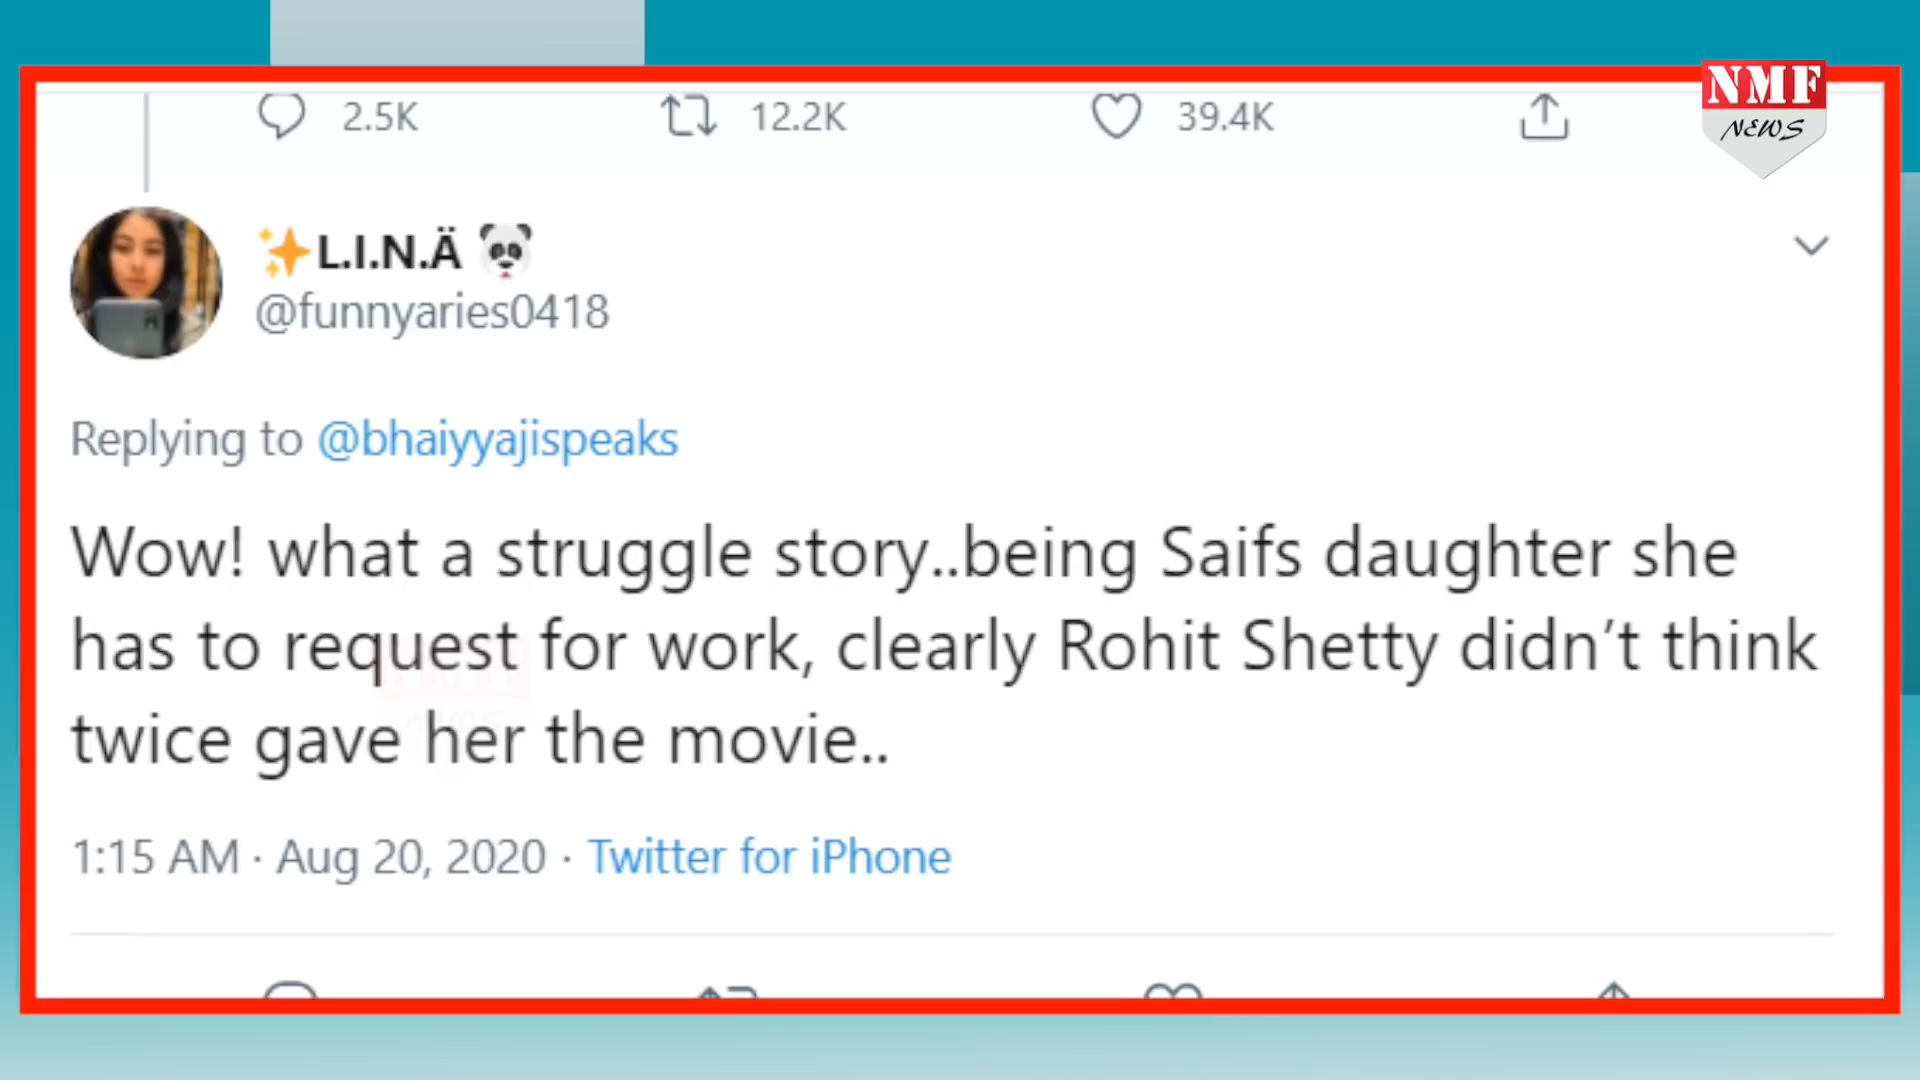 2.5K 12.2K 39.4K
NMF
NEWS
✨L.I.N.Ä 🐼
@funnyaries0418
Replying to @bhaiyyajispeaks
Wow! what a struggle story..being Saifs daughter she
has to request for work, clearly Rohit Shetty didn’t think
twice gave her the movie..
1:15 AM · Aug 20, 2020 · Twitter for iPhone